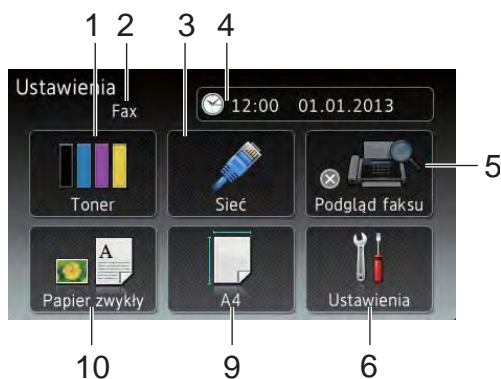 1 2 3 4
Ustawienia
Fax
12:00 01.01.2013
5
Toner Sieć Podgląd faksu
A
Papier zwykły A4 Ustawienia
10 9 6